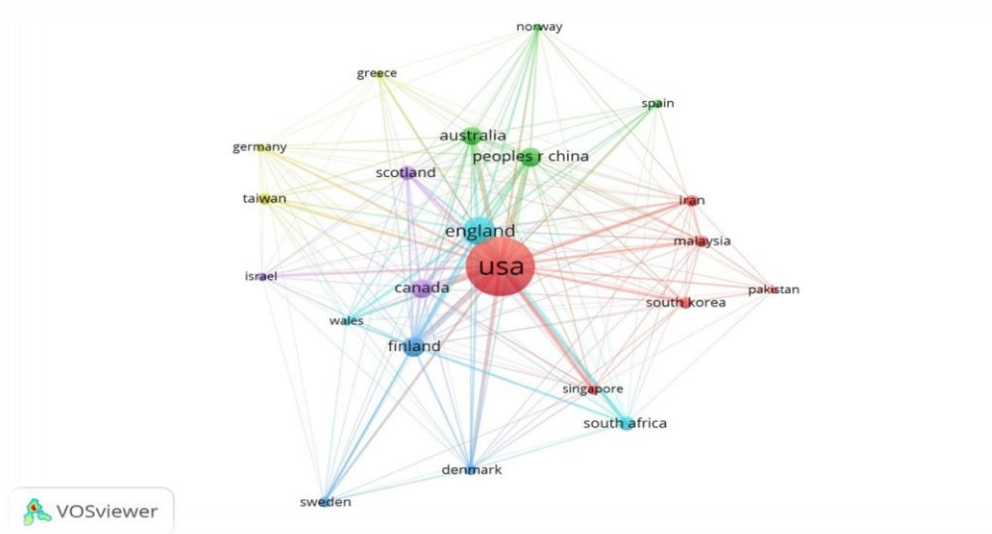 norway
greece
spain
australia
germany
peoples r china
scotland
taiwan
iran
england
malaysia
usa
israel
canada
pakistan
south korea
wales
finland
singapore
south africa
denmark
sweden
VOSviewer